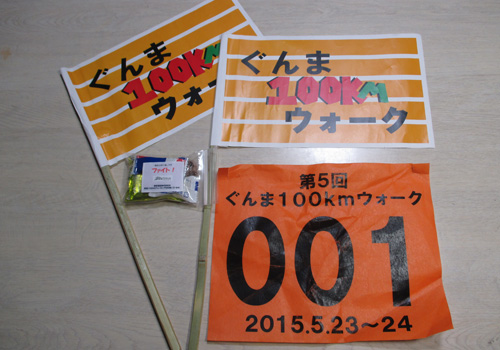 ぐんま
100KM
ウォーク
ぐんま
100KM
ウォーク
ファイト!
第5回
ぐんま100kmウォーク
001
2015.5.23～24